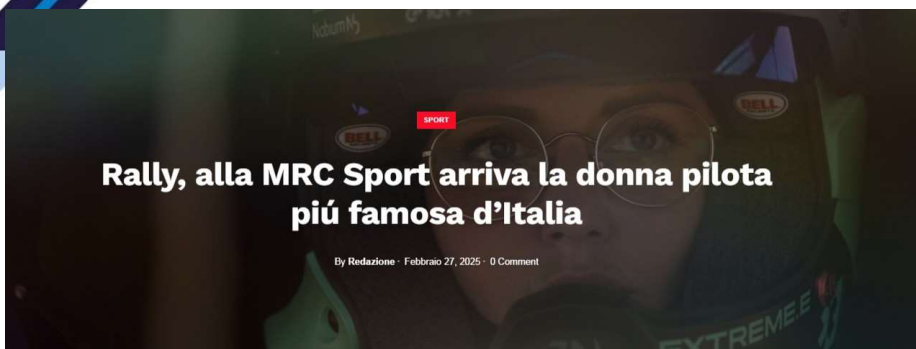 SPORT
BELL
BELL
Rally, alla MRC Sport arriva la donna pilota
piú famosa d'Italia
By Redazione · Febbraio 27, 2025 · 0 Comment
EXTREME.E